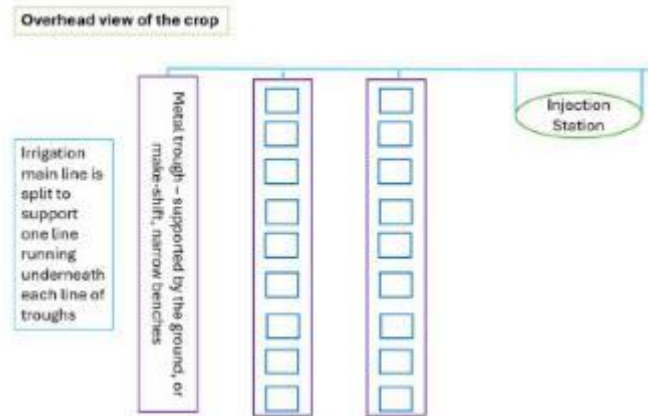 Overhead view of the crop
Irrigation
main line is
split to
support
one line
running
underneath
each line of
troughs
Metal trough – supported by the ground, or
make-shift, narrow benches
Injection
Station